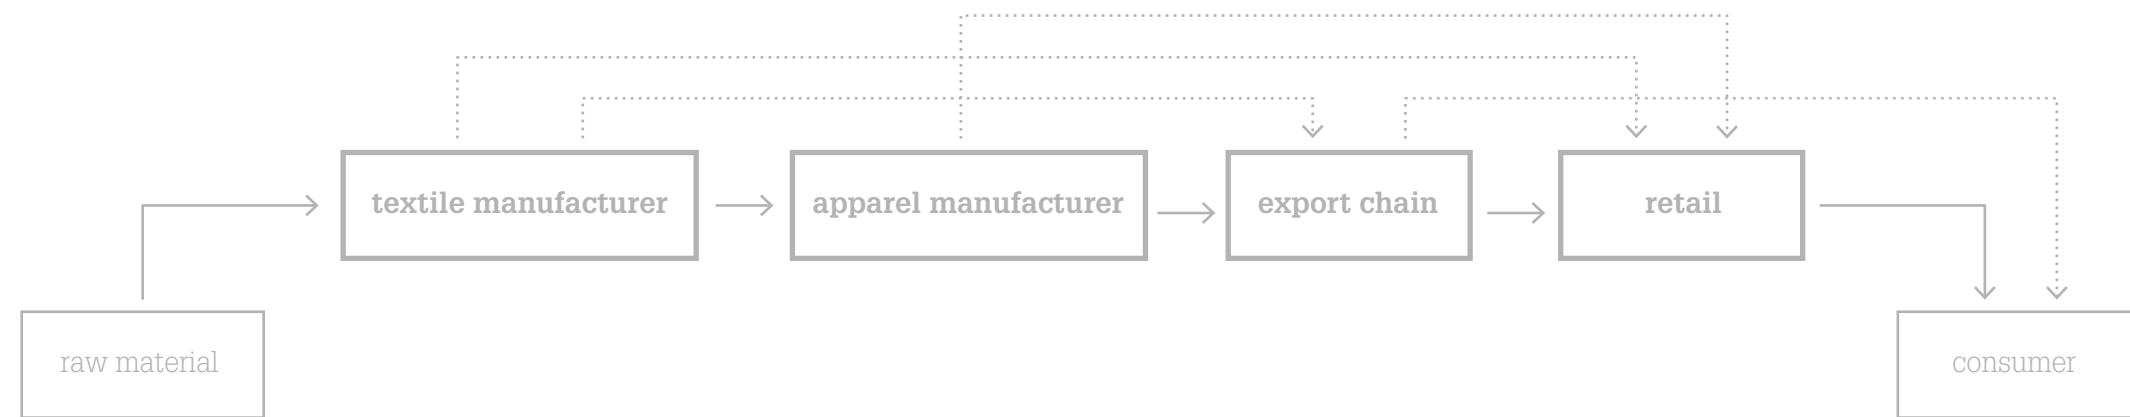 textile manufacturer
apparel manufacturer
export chain
retail
raw material
consumer